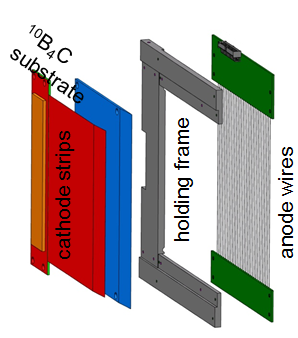 ¹⁰B₄C
substrate
cathode strips
holding frame
anode wires